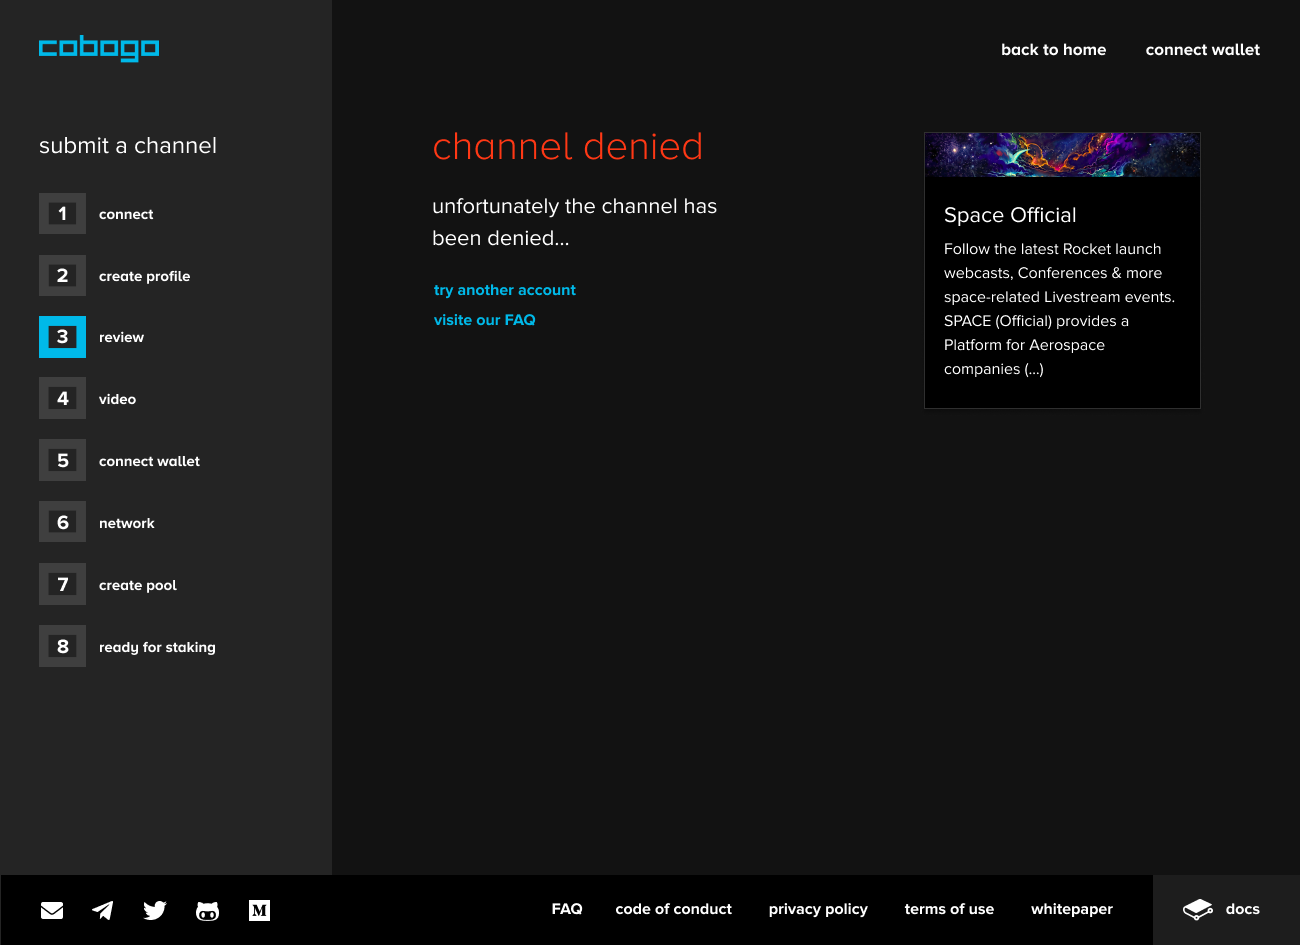 cobogo
back to home
connect wallet
submit a channel
1
connect
2
create profile
3
review
4
video
5
connect wallet
6
network
7
create pool
8
ready for staking
channel denied
unfortunately the channel has
been denied...
try another account
visite our FAQ
Space Official
Follow the latest Rocket launch
webcasts, Conferences & more
space-related Livestream events.
SPACE (Official) provides a
Platform for Aerospace
companies (...)
M
FAQ
code of conduct
privacy policy
terms of use
whitepaper
docs